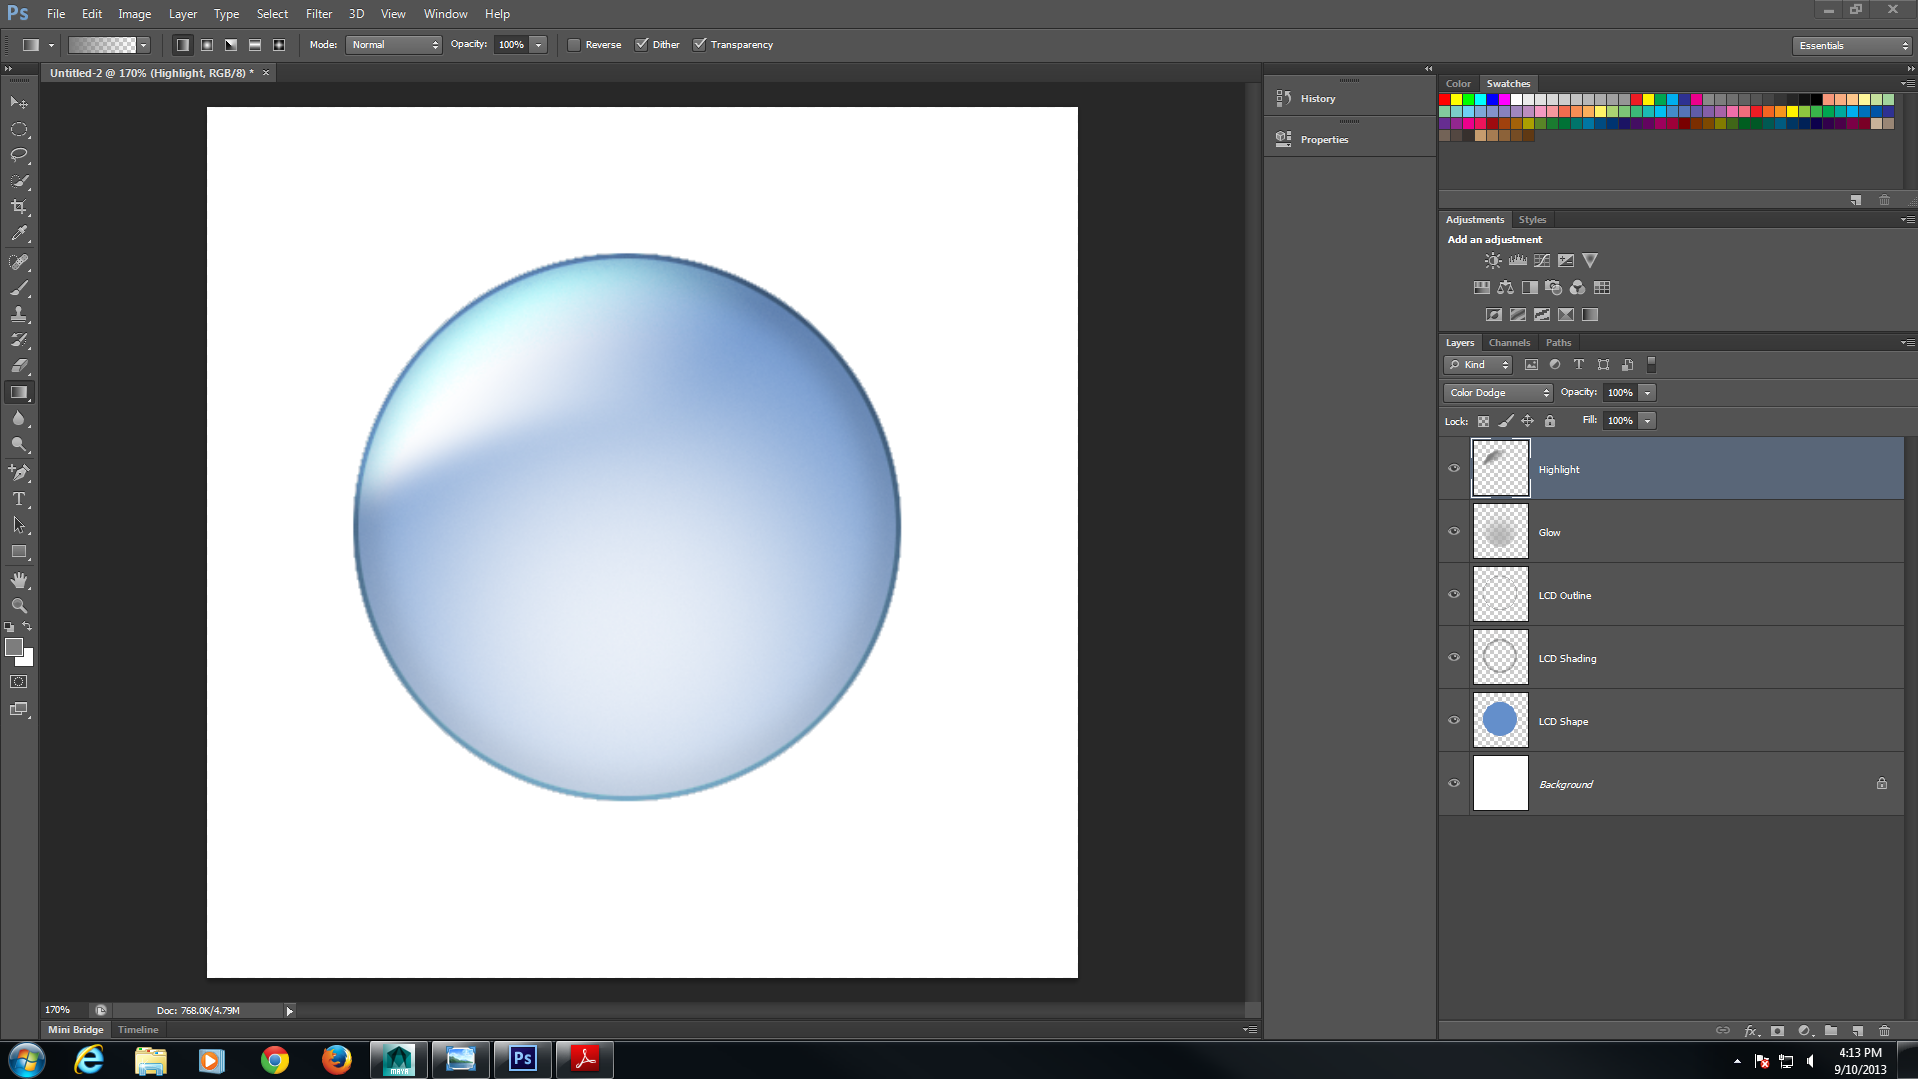 Ps File Edit Image Layer Type Select Filter 3D View Window Help
Mode: Normal Opacity: 100% Reverse Dither Transparency Essentials
Untitled-2 @ 170% (Highlight, RGB/8) * ×
History
Properties
Color Swatches
Adjustments Styles
Add an adjustment
Layers Channels Paths
Kind
Color Dodge Opacity: 100%
Lock: Fill: 100%
Highlight
Glow
LCD Outline
LCD Shading
LCD Shape
Background
170% Doc: 768.0K/4.79M
Mini Bridge Timeline
fx
MAYA
Ps
4:13 PM
9/10/2013